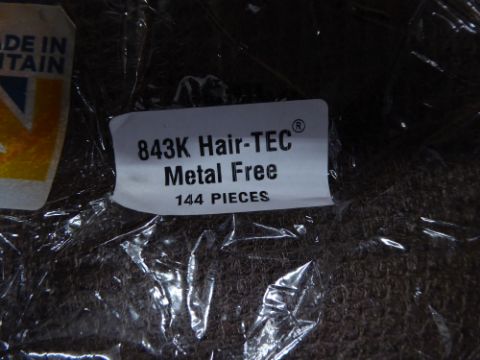 MADE IN
BRITAIN
843K Hair-TEC®
Metal Free
144 PIECES